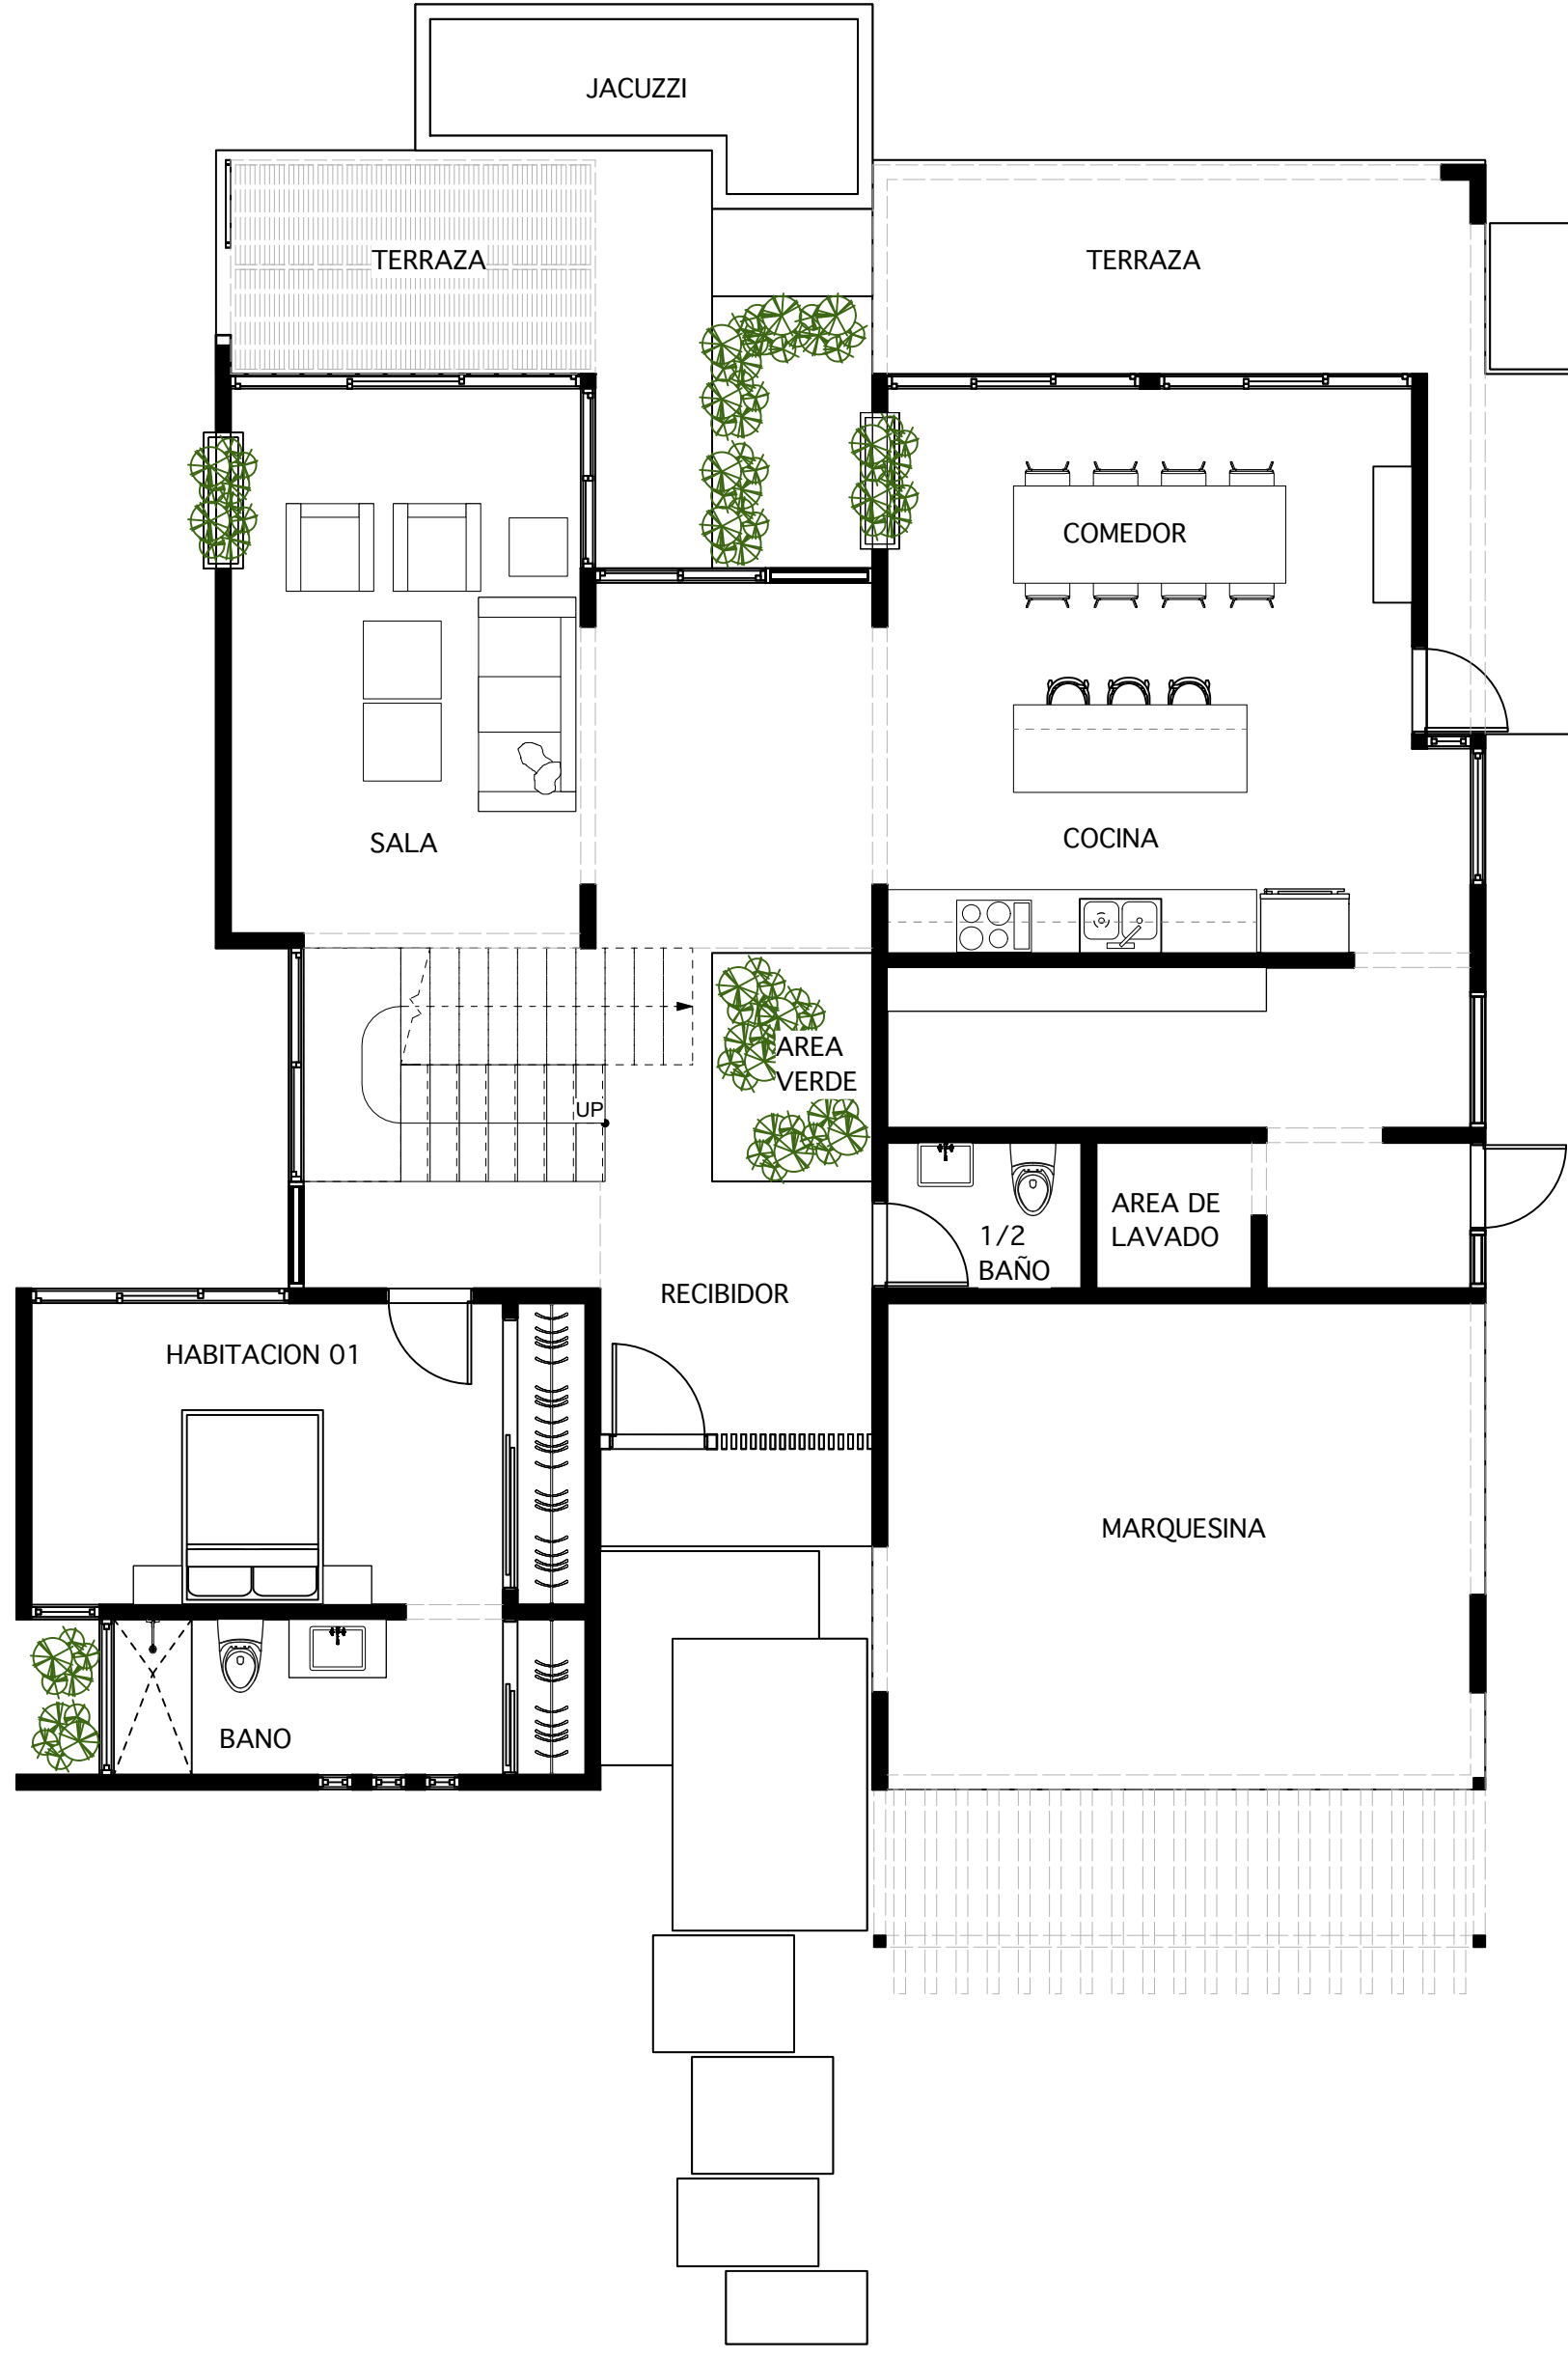 JACUZZI
TERRAZA
TERRAZA
COMEDOR
SALA
COCINA
AREA
VERDE
UP
AREA DE
LAVADO
1/2
BAÑO
RECIBIDOR
HABITACION 01
MARQUESINA
BANO